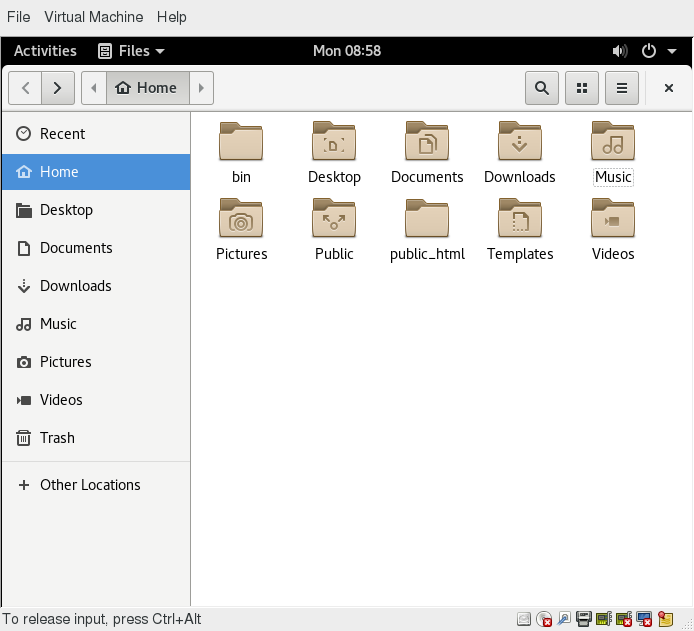 File Virtual Machine Help
Activities Files Mon 08:58
Home
Recent
Home
Desktop
Documents
Downloads
Music
Pictures
Videos
Trash
Other Locations
bin Desktop Documents Downloads Music
Pictures Public public_html Templates Videos
To release input, press Ctrl+Alt